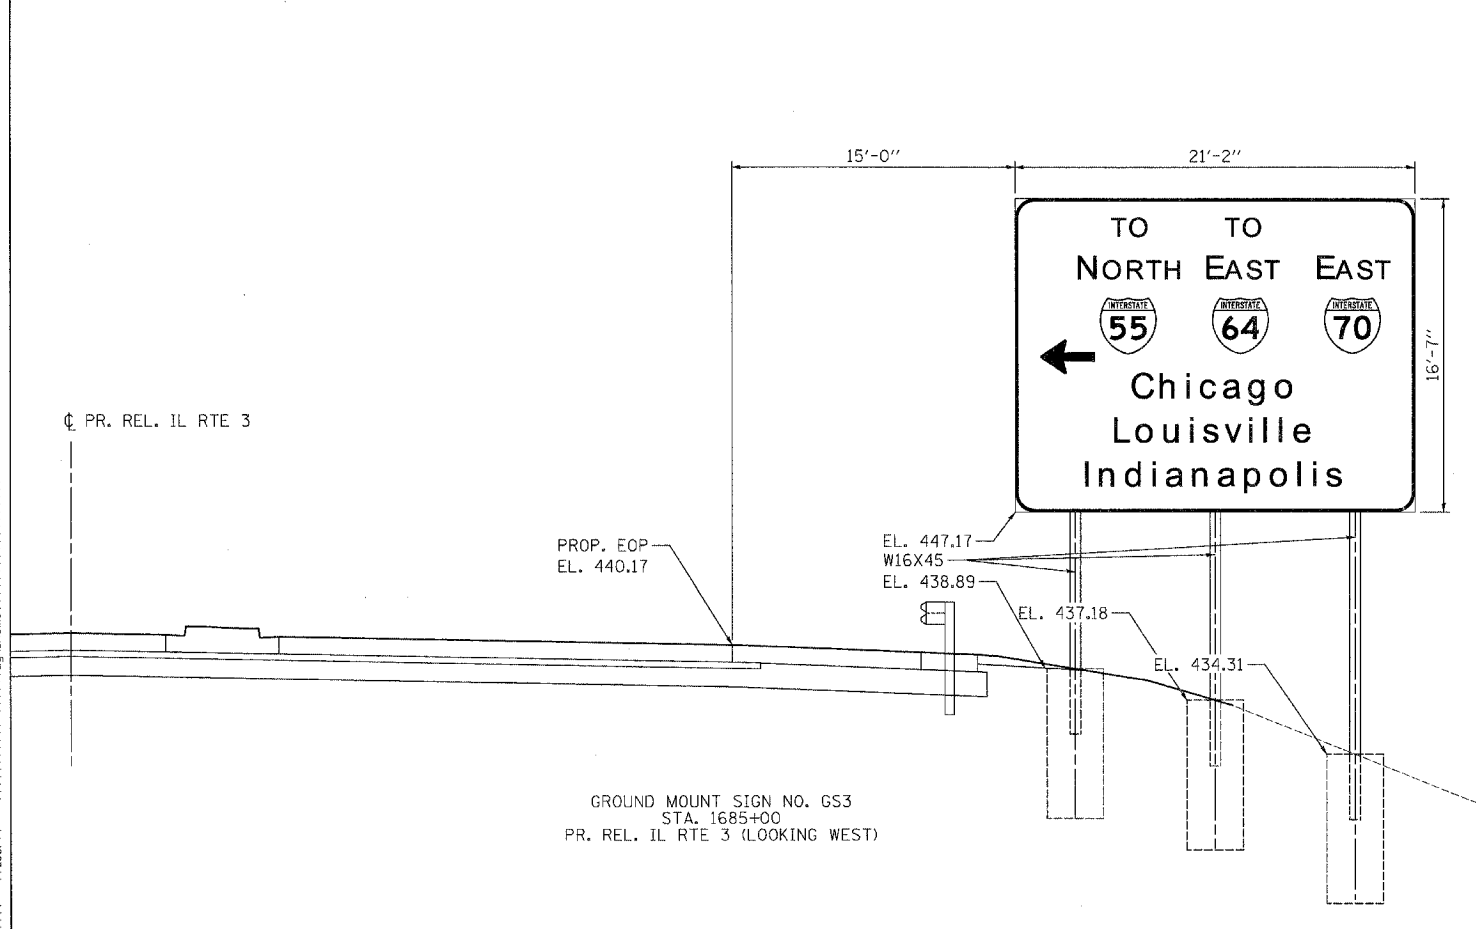 15'-0"
21'-2"
TO TO
NORTH EAST EAST
INTERSTATE INTERSTATE INTERSTATE
55 64 70
16'-7"
Chicago
Louisville
Indianapolis
℄ PR. REL. IL RTE 3
PROP. EOP
EL. 440.17
EL. 447.17
W16X45
EL. 438.89
EL. 437.18
EL. 434.31
GROUND MOUNT SIGN NO. GS3
STA. 1685+00
PR. REL. IL RTE 3 (LOOKING WEST)